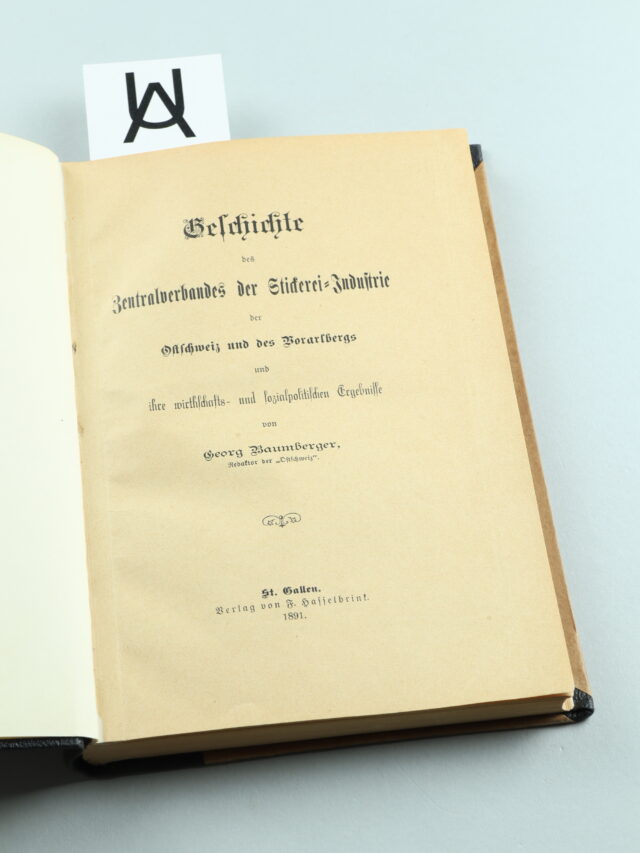 Geschichte
des
Zentralverbandes der Stickerei-Industrie
der
Ostschweiz und des Vorarlbergs
und
ihre wirthschafts- und sozialpolitischen Ergebnisse
von
Georg Baumberger,
Redaktor der „Ostschweiz“.
St. Gallen.
Verlag von F. Hasselbrink.
1891.